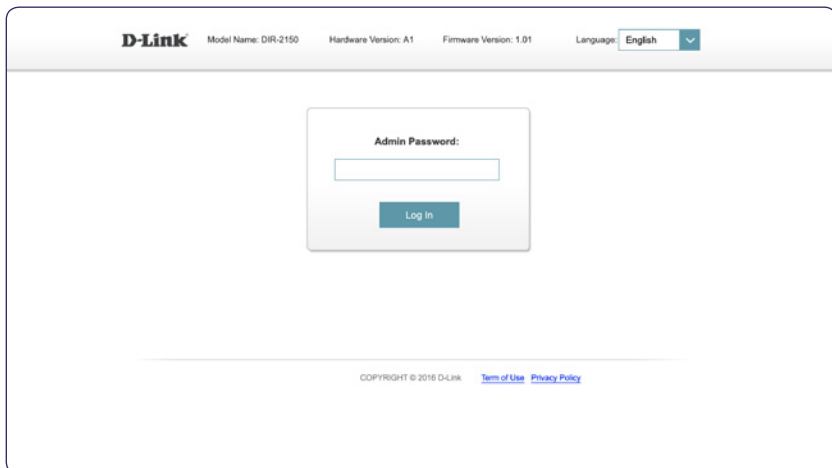 D-Link Model Name: DIR-2150 Hardware Version: A1 Firmware Version: 1.01 Language: English
Admin Password:
Log In
COPYRIGHT © 2016 D-Link Term of Use Privacy Policy